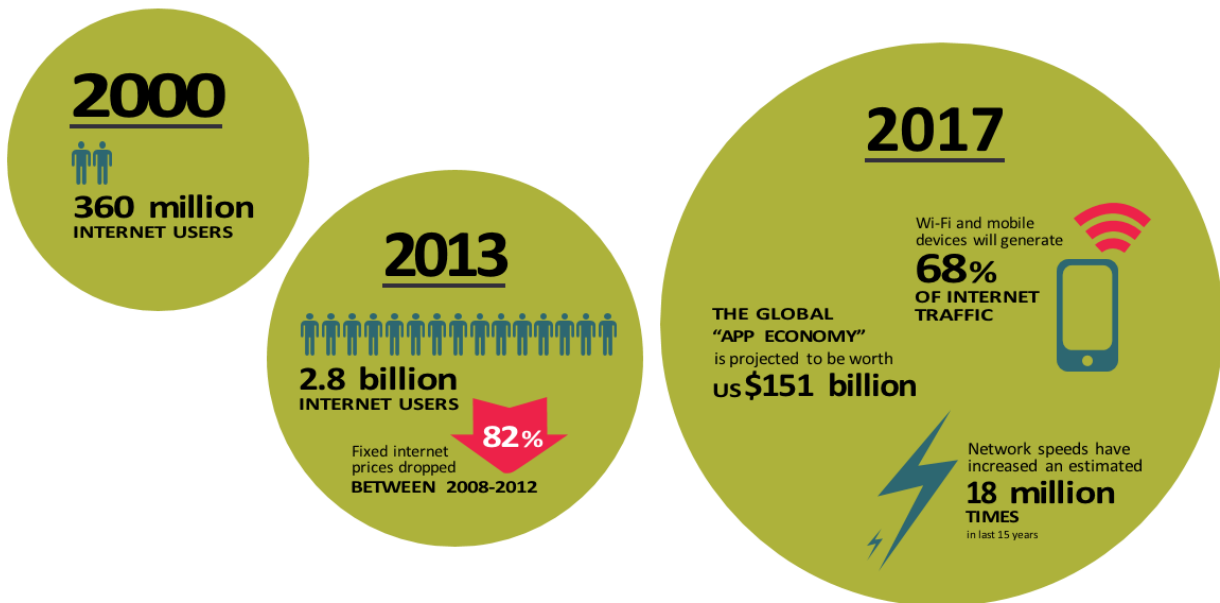 2000
360 million
INTERNET USERS
2013
2.8 billion
INTERNET USERS
82%
Fixed internet
prices dropped
BETWEEN 2008-2012
2017
Wi-Fi and mobile
devices will generate
68%
OF INTERNET
TRAFFIC
THE GLOBAL
“APP ECONOMY”
is projected to be worth
US $151 billion
Network speeds have
increased an estimated
18 million
TIMES
in last 15 years